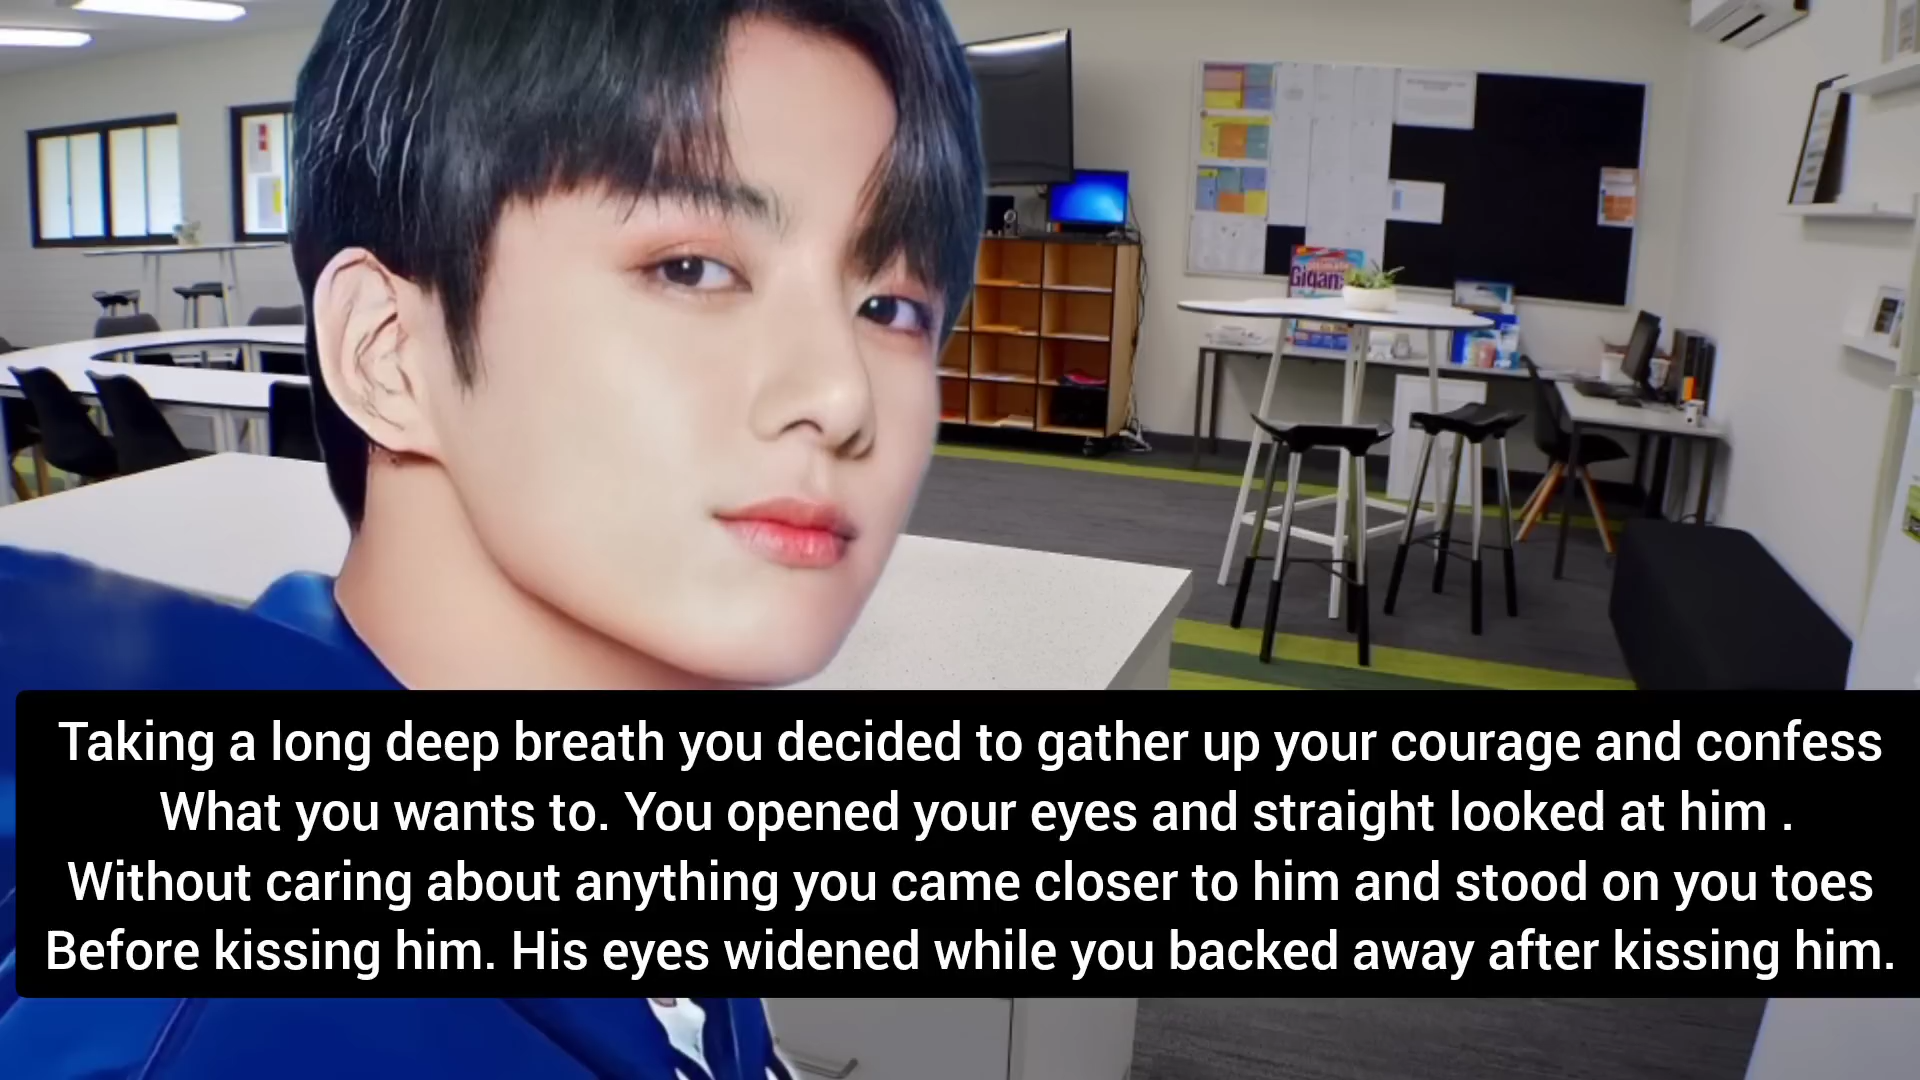 Ultimate
Gigan
Taking a long deep breath you decided to gather up your courage and confess
What you wants to. You opened your eyes and straight looked at him .
Without caring about anything you came closer to him and stood on you toes
Before kissing him. His eyes widened while you backed away after kissing him.